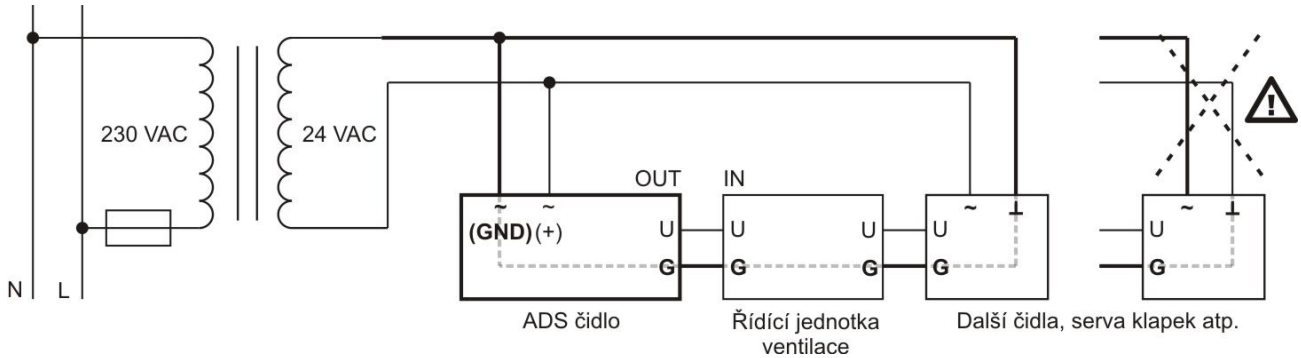 230 VAC
24 VAC
OUT
IN
~
~
(GND)
(+)
U
G
U
G
U
G
~
⊥
U
G
~
⊥
U
G
!
N
L
ADS čidlo
Řídící jednotka
ventilace
Další čidla, serva klapek atp.